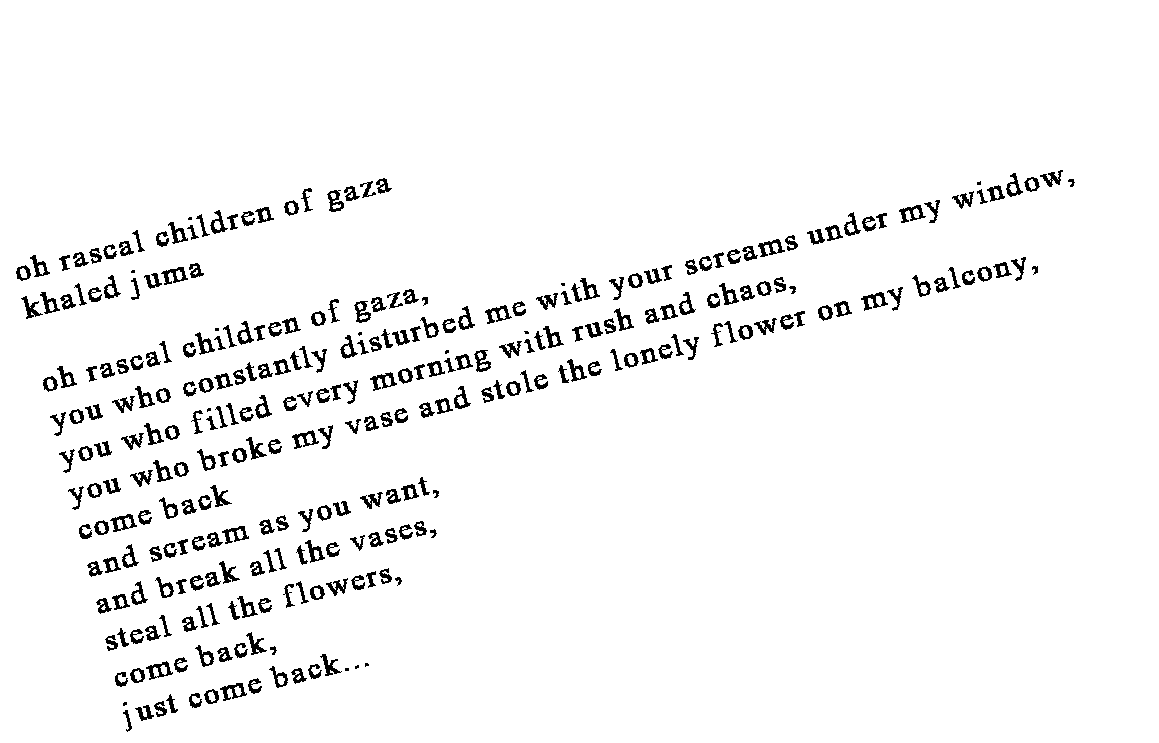 oh rascal children of gaza
khaled juma
oh rascal children of gaza,
you who constantly disturbed me with your screams under my window,
you who filled every morning with rush and chaos,
you who broke my vase and stole the lonely flower on my balcony,
come back
and scream as you want,
and break all the vases,
steal all the flowers,
come back,
just come back...